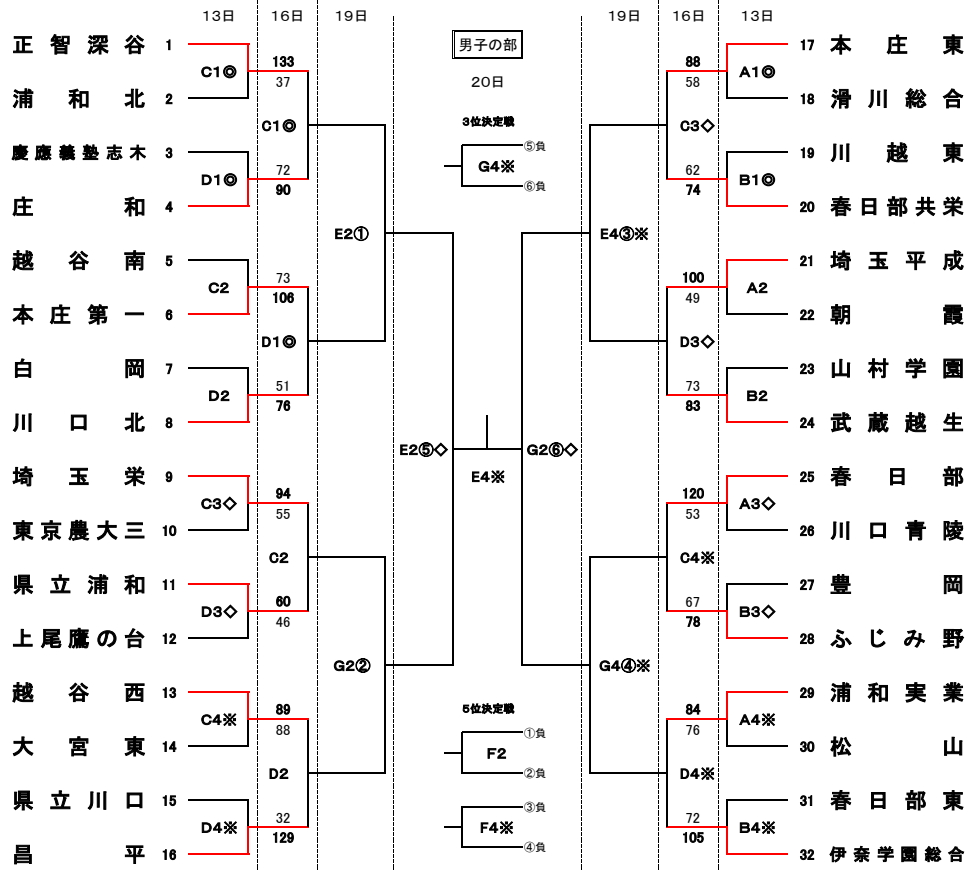 13日 16日 19日 19日 16日 13日
男子の部
20日
正智深谷 1
C1◎
133
37
浦和北 2
C1◎
慶應義塾志木 3
D1◎
72
90
庄和 4
E2①
越谷南 5
C2
73
106
本庄第一 6
D1◎
白岡 7
D2
51
76
川口北 8
E2⑤◇
埼玉栄 9
C3◇
94
55
東京農大三 10
C2
県立浦和 11
D3◇
60
46
上尾鷹の台 12
G2②
越谷西 13
C4※
89
88
大宮東 14
D2
県立川口 15
D4※
32
129
昌平 16
3位決定戦
⑤負
G4※
⑥負
E4※
5位決定戦
①負
F2
②負
③負
F4※
④負
17 本庄東
A1◎
88
58
18 滑川総合
C3◇
19 川越東
B1◎
62
74
20 春日部共栄
E4③※
21 埼玉平成
A2
100
49
22 朝霞
D3◇
23 山村学園
B2
73
83
24 武蔵越生
G2⑥◇
25 春日部
A3◇
120
53
26 川口青陵
C4※
27 豊岡
B3◇
67
78
28 ふじみ野
G4④※
29 浦和実業
A4※
84
76
30 松山
D4※
31 春日部東
B4※
72
105
32 伊奈学園総合